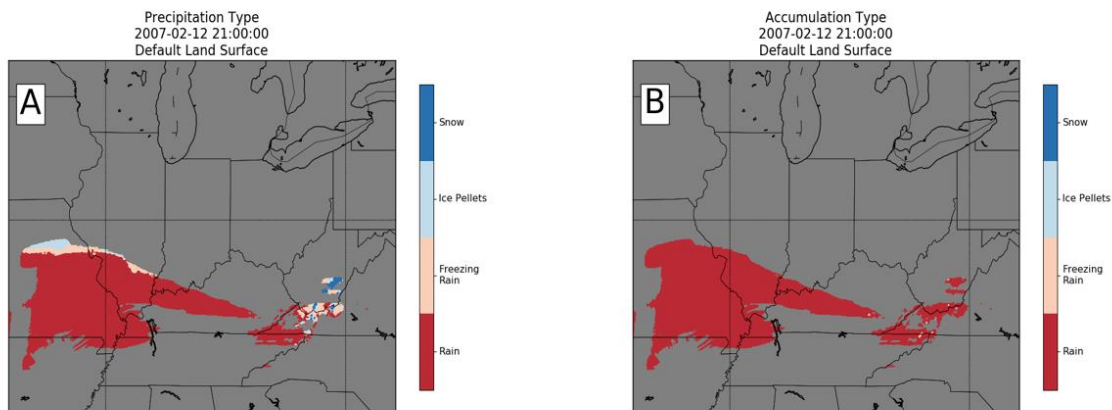 Precipitation Type
2007-02-12 21:00:00
Default Land Surface
A
Snow
Ice Pellets
Freezing
Rain
Rain
Accumulation Type
2007-02-12 21:00:00
Default Land Surface
B
Snow
Ice Pellets
Freezing
Rain
Rain